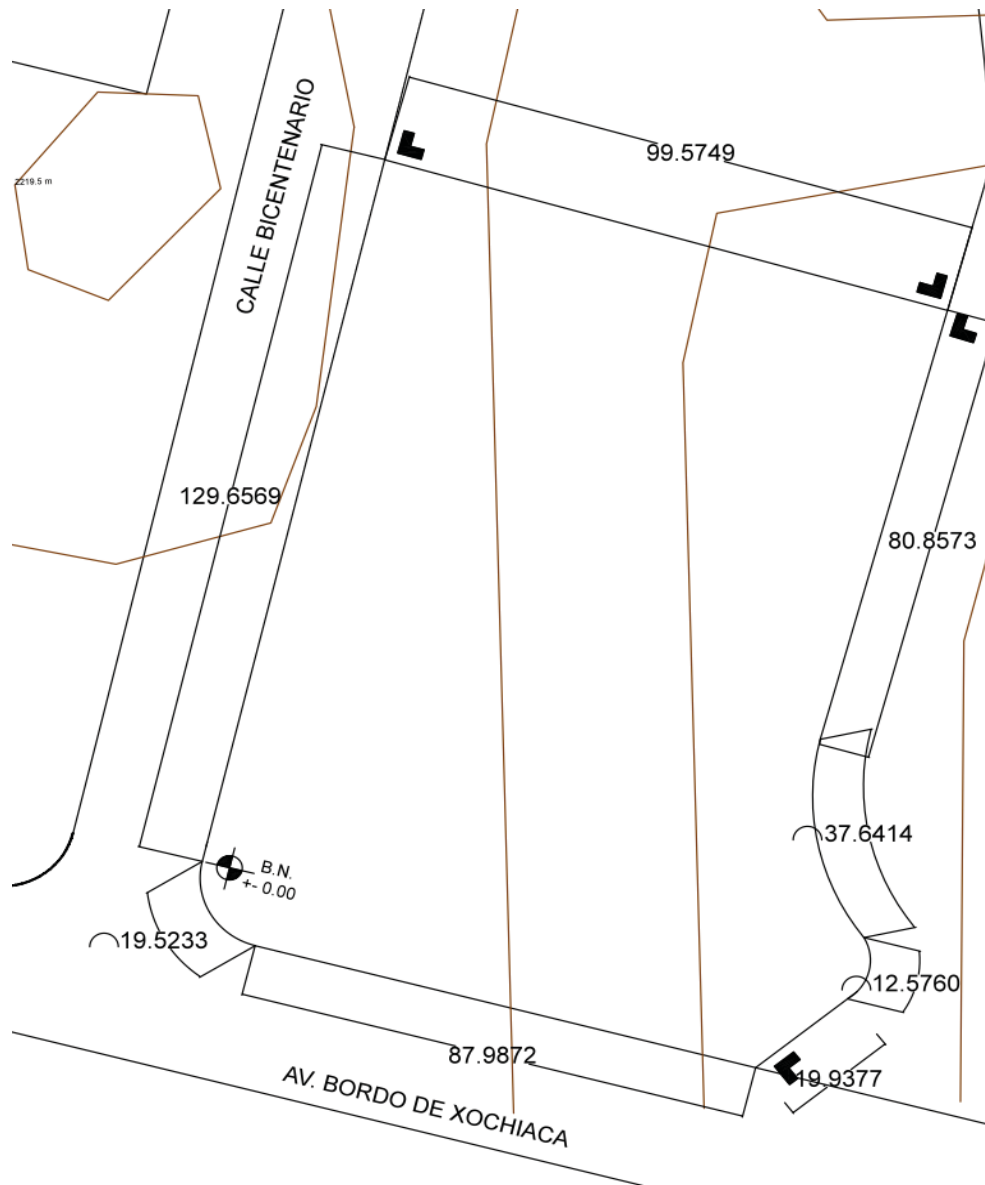 99.5749
2219.5 m
CALLE BICENTENARIO
129.6569
80.8573
37.6414
B.N.
+- 0.00
⌒19.5233
⌒12.5760
87.9872
19.9377
AV. BORDO DE XOCHIACA